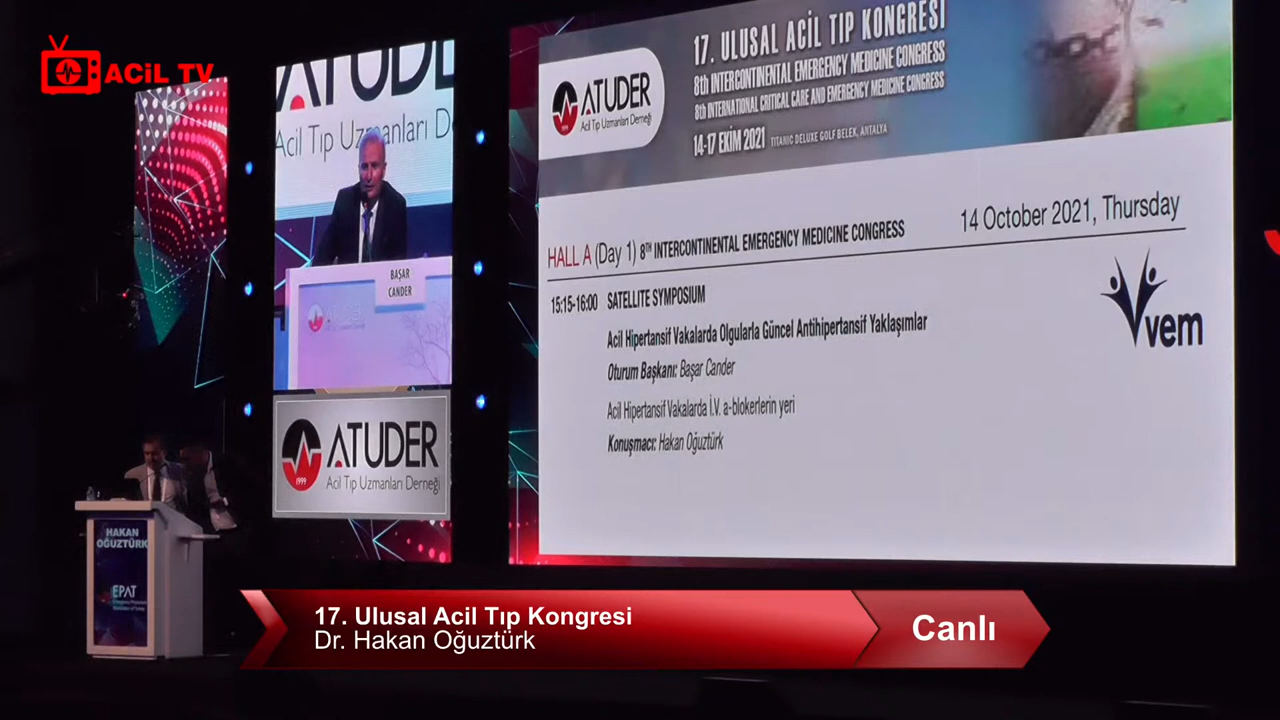 ACİL TV
ATUDER
Acil Tıp Uzmanları De
BAŞAR
CANDER
ATUDER
1999
Acil Tıp Uzmanları Derneği
HAKAN
OĞUZTÜRK
EPAT
17. ULUSAL ACİL TIP KONGRESİ
8th INTERCONTINENTAL EMERGENCY MEDICINE CONGRESS
8th INTERNATIONAL CRITICAL CARE AND EMERGENCY MEDICINE CONGRESS
14-17 EKİM 2021 TITANIC DELUXE GOLF BELEK, ANTALYA
ATUDER
1999
Acil Tıp Uzmanları Derneği
14 October 2021, Thursday
HALL A (Day 1) 8TH INTERCONTINENTAL EMERGENCY MEDICINE CONGRESS
15:15-16:00 SATELLITE SYMPOSIUM
Acil Hipertansif Vakalarda Olgularla Güncel Antihipertansif Yaklaşımlar
Oturum Başkanı: Başar Cander
Acil Hipertansif Vakalarda İ.V. a-blokerlerin yeri
Konuşmacı: Hakan Oğuztürk
vem
17. Ulusal Acil Tıp Kongresi
Dr. Hakan Oğuztürk
Canlı